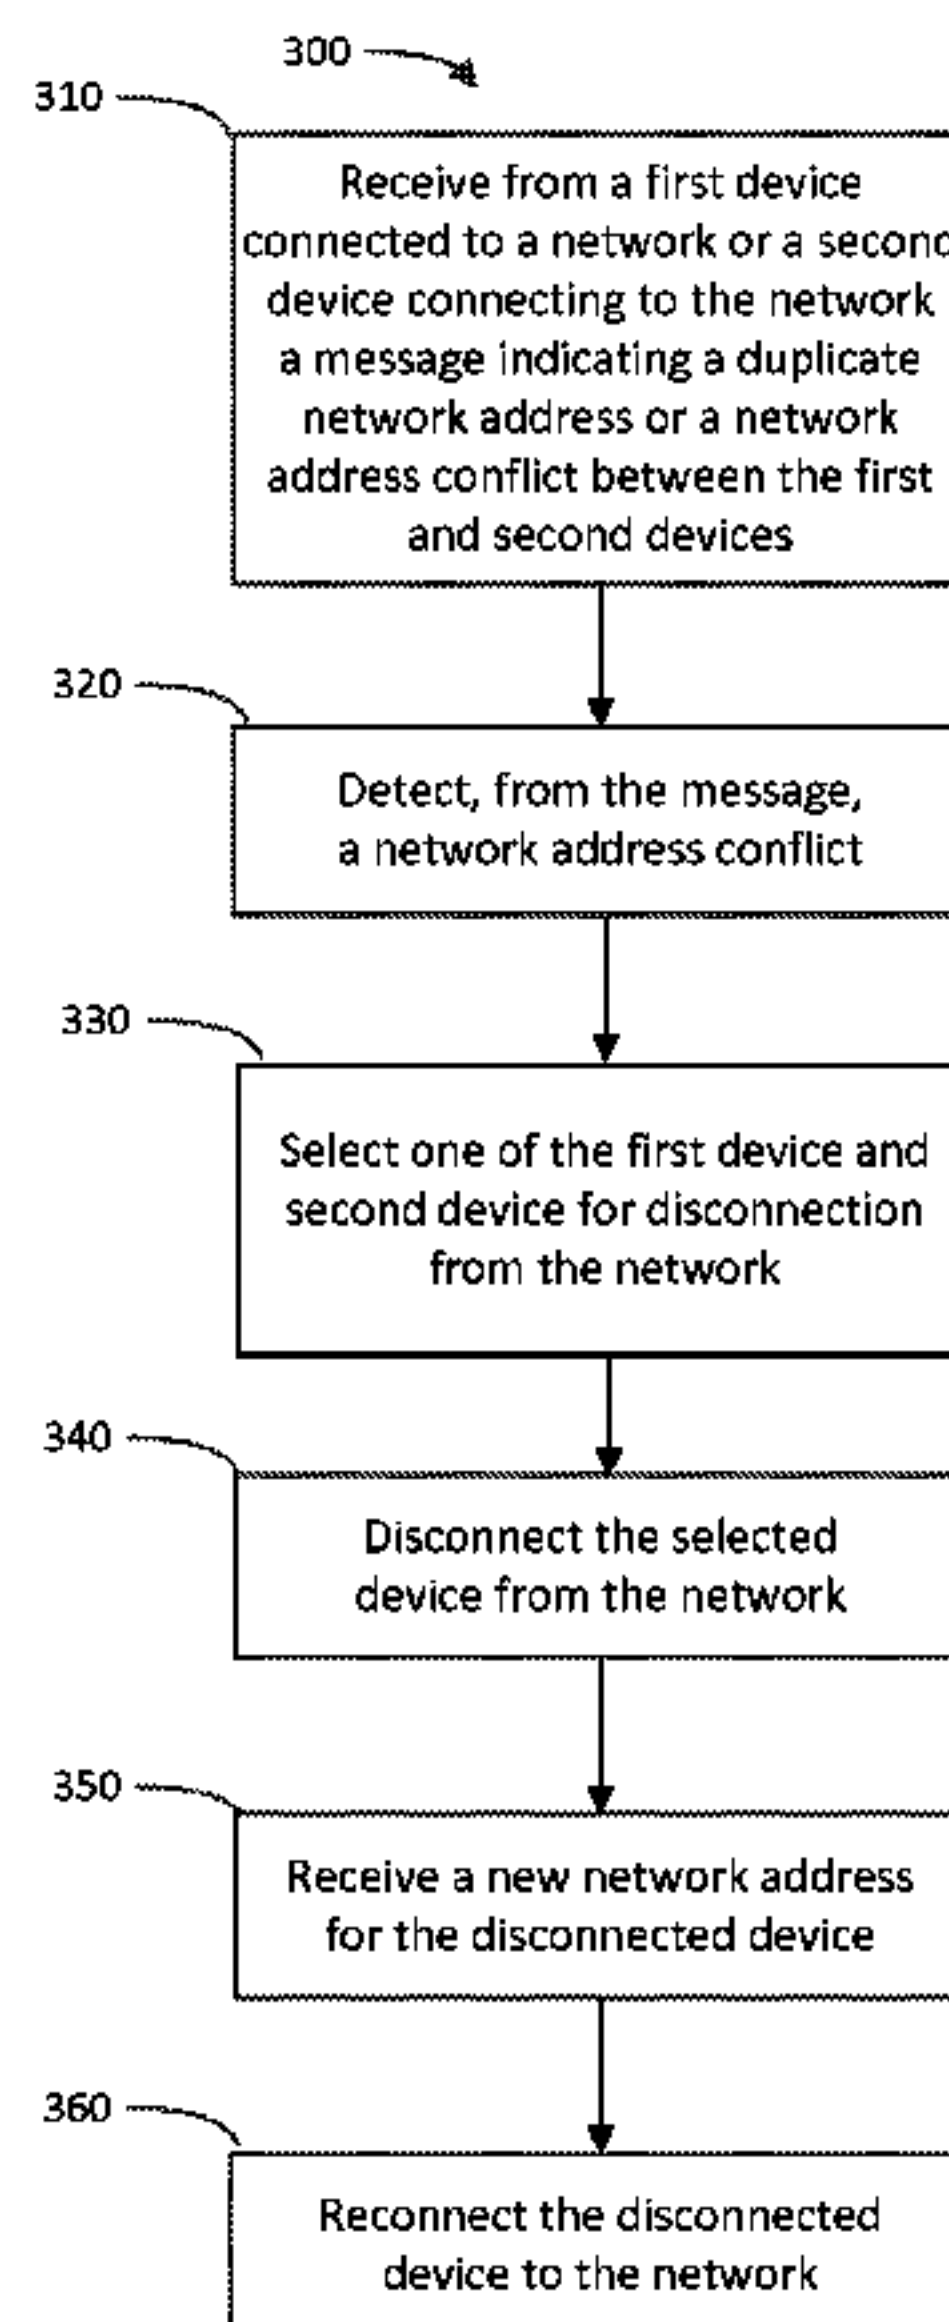 300
310
Receive from a first device
connected to a network or a second
device connecting to the network
a message indicating a duplicate
network address or a network
address conflict between the first
and second devices
320
Detect, from the message,
a network address conflict
330
Select one of the first device and
second device for disconnection
from the network
340
Disconnect the selected
device from the network
350
Receive a new network address
for the disconnected device
360
Reconnect the disconnected
device to the network